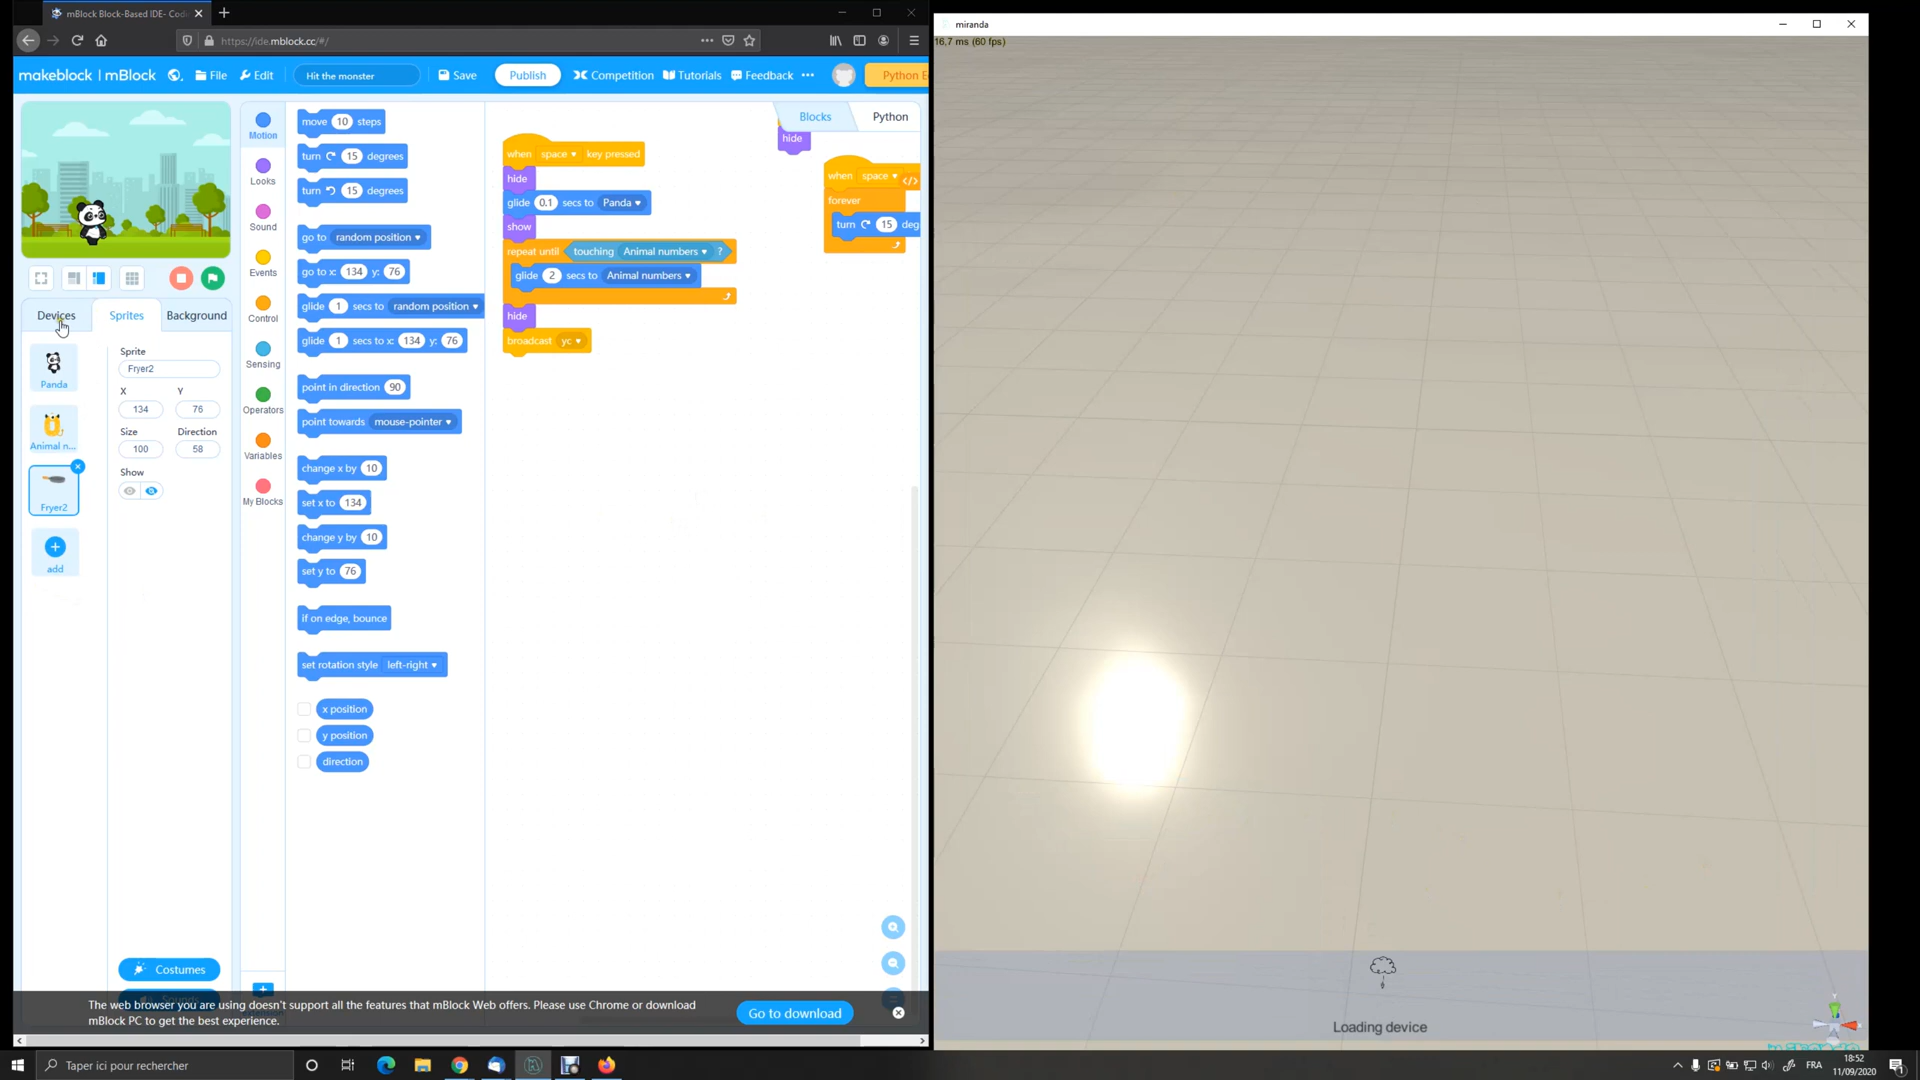 mBlock Block-Based IDE- Codi
https://ide.mblock.cc/#/
makeblock | mBlock
File
Edit
Hit the monster
Save
Publish
Competition
Tutorials
Feedback
Python E
Devices
Sprites
Background
Panda
Animal n...
Fryer2
add
Sprite
Fryer2
X
Y
134
76
Size
Direction
100
58
Show
Costumes
Motion
Looks
Sound
Events
Control
Sensing
Operators
Variables
My Blocks
move 10 steps
turn 15 degrees
turn 15 degrees
go to random position
go to x: 134 y: 76
glide 1 secs to random position
glide 1 secs to x: 134 y: 76
point in direction 90
point towards mouse-pointer
change x by 10
set x to 134
change y by 10
set y to 76
if on edge, bounce
set rotation style left-right
x position
y position
direction
when space key pressed
hide
glide 0.1 secs to Panda
show
repeat until touching Animal numbers ?
glide 2 secs to Animal numbers
hide
broadcast yc
Blocks
Python
hide
when space
</>
forever
turn 15 deg
The web browser you are using doesn't support all the features that mBlock Web offers. Please use Chrome or download
mBlock PC to get the best experience.
Go to download
miranda
16,7 ms (60 fps)
Loading device
Taper ici pour rechercher
FRA
18:52
11/09/2020